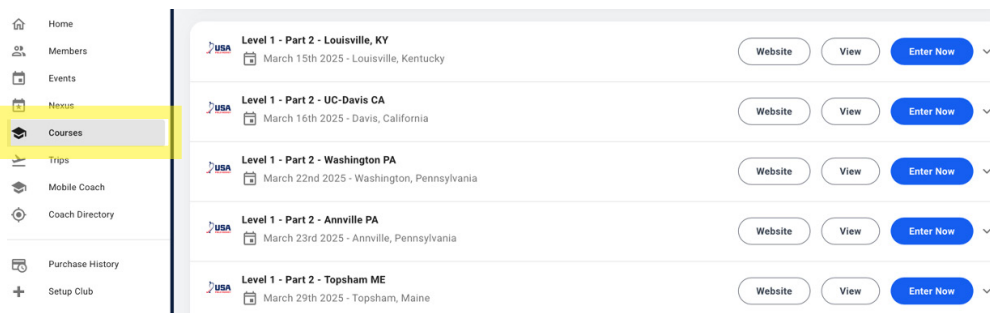 Home
Members
Events
Nexus
Courses
Trips
Mobile Coach
Coach Directory
Purchase History
Setup Club
USA
Level 1 - Part 2 - Louisville, KY
March 15th 2025 - Louisville, Kentucky
Website View Enter Now
USA
Level 1 - Part 2 - UC-Davis CA
March 16th 2025 - Davis, California
Website View Enter Now
USA
Level 1 - Part 2 - Washington PA
March 22nd 2025 - Washington, Pennsylvania
Website View Enter Now
USA
Level 1 - Part 2 - Annville PA
March 23rd 2025 - Annville, Pennsylvania
Website View Enter Now
USA
Level 1 - Part 2 - Topsham ME
March 29th 2025 - Topsham, Maine
Website View Enter Now